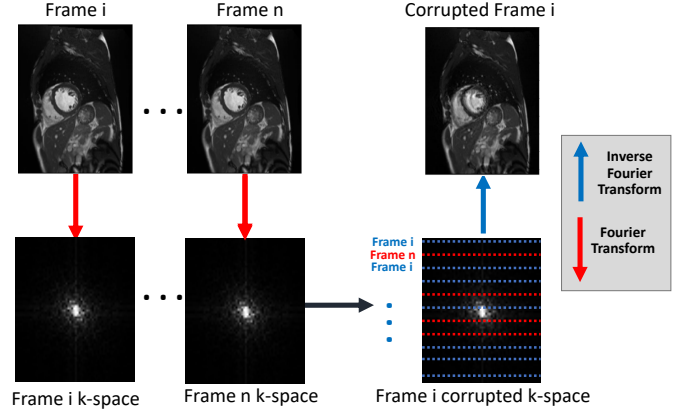 Frame i
Frame n
Corrupted Frame i
Inverse
Fourier
Transform
Fourier
Transform
Frame i
Frame n
Frame i
Frame i k-space
Frame n k-space
Frame i corrupted k-space